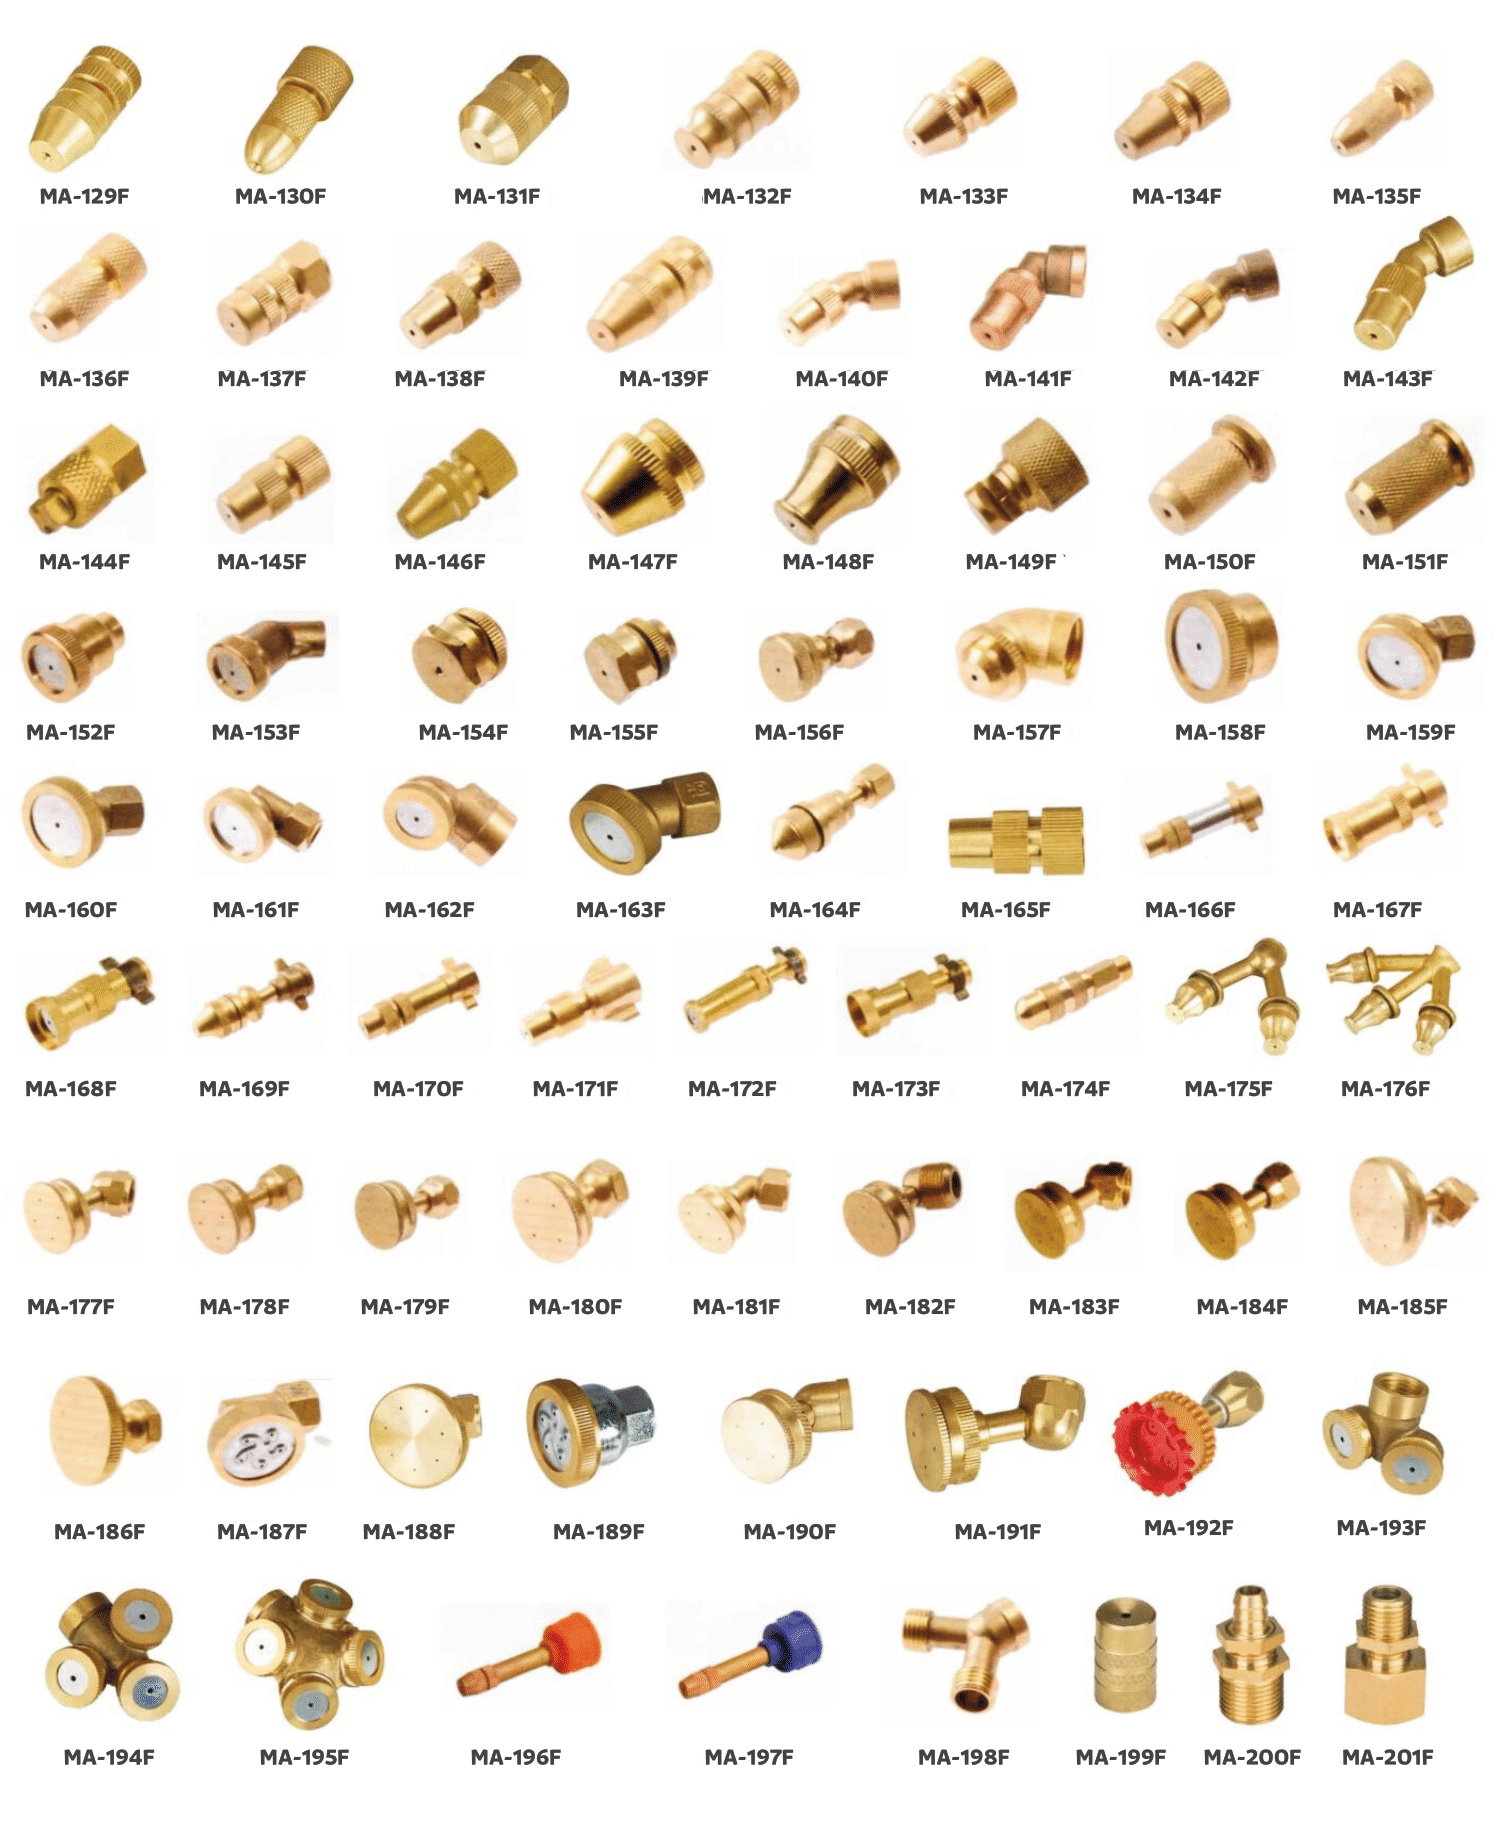 MA-129F MA-130F MA-131F MA-132F MA-133F MA-134F MA-135F
MA-136F MA-137F MA-138F MA-139F MA-140F MA-141F MA-142F MA-143F
MA-144F MA-145F MA-146F MA-147F MA-148F MA-149F MA-150F MA-151F
MA-152F MA-153F MA-154F MA-155F MA-156F MA-157F MA-158F MA-159F
MA-160F MA-161F MA-162F MA-163F MA-164F MA-165F MA-166F MA-167F
MA-168F MA-169F MA-170F MA-171F MA-172F MA-173F MA-174F MA-175F MA-176F
MA-177F MA-178F MA-179F MA-180F MA-181F MA-182F MA-183F MA-184F MA-185F
MA-186F MA-187F MA-188F MA-189F MA-190F MA-191F MA-192F MA-193F
MA-194F MA-195F MA-196F MA-197F MA-198F MA-199F MA-200F MA-201F